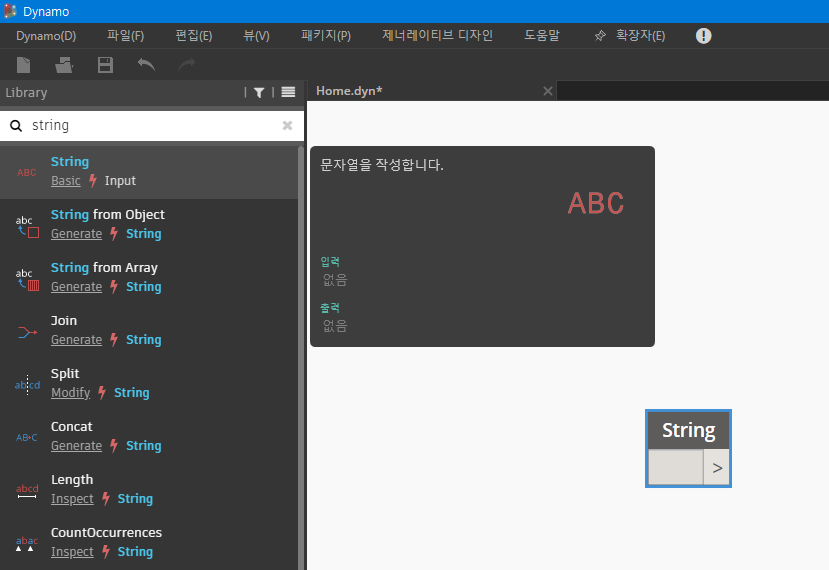 Dynamo
Dynamo(D) 파일(F) 편집(E) 뷰(V) 패키지(P) 제너레이티브 디자인 도움말 확장자(E)
Library
Home.dyn*
string
ABC
String
Basic Input
abc
String from Object
Generate String
abc
String from Array
Generate String
Join
Generate String
abcd
Split
Modify String
AB+C
Concat
Generate String
abcd
Length
Inspect String
abac
CountOccurrences
Inspect String
문자열을 작성합니다.
ABC
입력
없음
출력
없음
String
>